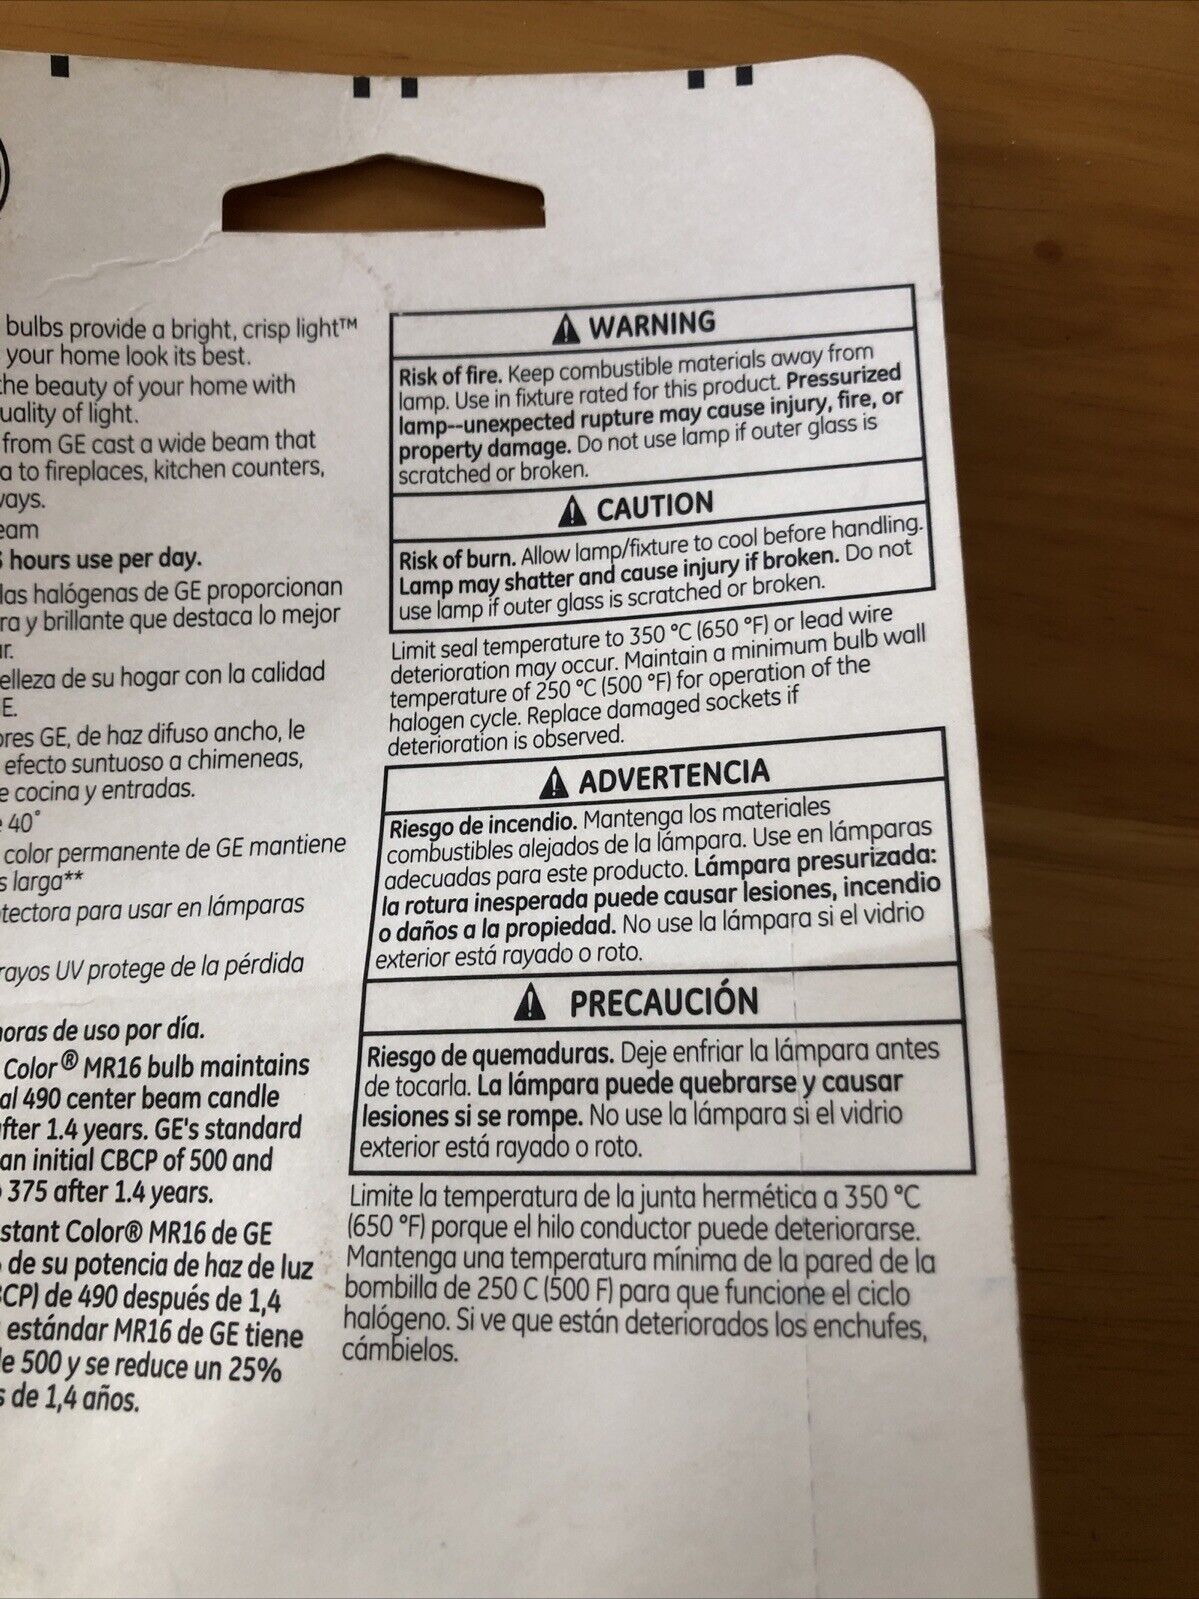 bulbs provide a bright, crisp light™
your home look its best.
the beauty of your home with
uality of light.
from GE cast a wide beam that
a to fireplaces, kitchen counters,
ways.
eam
hours use per day.
las halógenas de GE proporcionan
ra y brillante que destaca lo mejor
r.
elleza de su hogar con la calidad
E.
ores GE, de haz difuso ancho, le
efecto suntuoso a chimeneas,
e cocina y entradas.
40°
color permanente de GE mantiene
s larga**
tectora para usar en lámparas
rayos UV protege de la pérdida
horas de uso por día.
Color® MR16 bulb maintains
al 490 center beam candle
fter 1.4 years. GE's standard
an initial CBCP of 500 and
375 after 1.4 years.
stant Color® MR16 de GE
de su potencia de haz de luz
CP) de 490 después de 1,4
estándar MR16 de GE tiene
e 500 y se reduce un 25%
s de 1,4 años.
⚠ WARNING
Risk of fire. Keep combustible materials away from
lamp. Use in fixture rated for this product. Pressurized
lamp--unexpected rupture may cause injury, fire, or
property damage. Do not use lamp if outer glass is
scratched or broken.
⚠ CAUTION
Risk of burn. Allow lamp/fixture to cool before handling.
Lamp may shatter and cause injury if broken. Do not
use lamp if outer glass is scratched or broken.
Limit seal temperature to 350 °C (650 °F) or lead wire
deterioration may occur. Maintain a minimum bulb wall
temperature of 250 °C (500 °F) for operation of the
halogen cycle. Replace damaged sockets if
deterioration is observed.
⚠ ADVERTENCIA
Riesgo de incendio. Mantenga los materiales
combustibles alejados de la lámpara. Use en lámparas
adecuadas para este producto. Lámpara presurizada:
la rotura inesperada puede causar lesiones, incendio
o daños a la propiedad. No use la lámpara si el vidrio
exterior está rayado o roto.
⚠ PRECAUCIÓN
Riesgo de quemaduras. Deje enfriar la lámpara antes
de tocarla. La lámpara puede quebrarse y causar
lesiones si se rompe. No use la lámpara si el vidrio
exterior está rayado o roto.
Limite la temperatura de la junta hermética a 350 °C
(650 °F) porque el hilo conductor puede deteriorarse.
Mantenga una temperatura mínima de la pared de la
bombilla de 250 C (500 F) para que funcione el ciclo
halógeno. Si ve que están deteriorados los enchufes,
cámbielos.